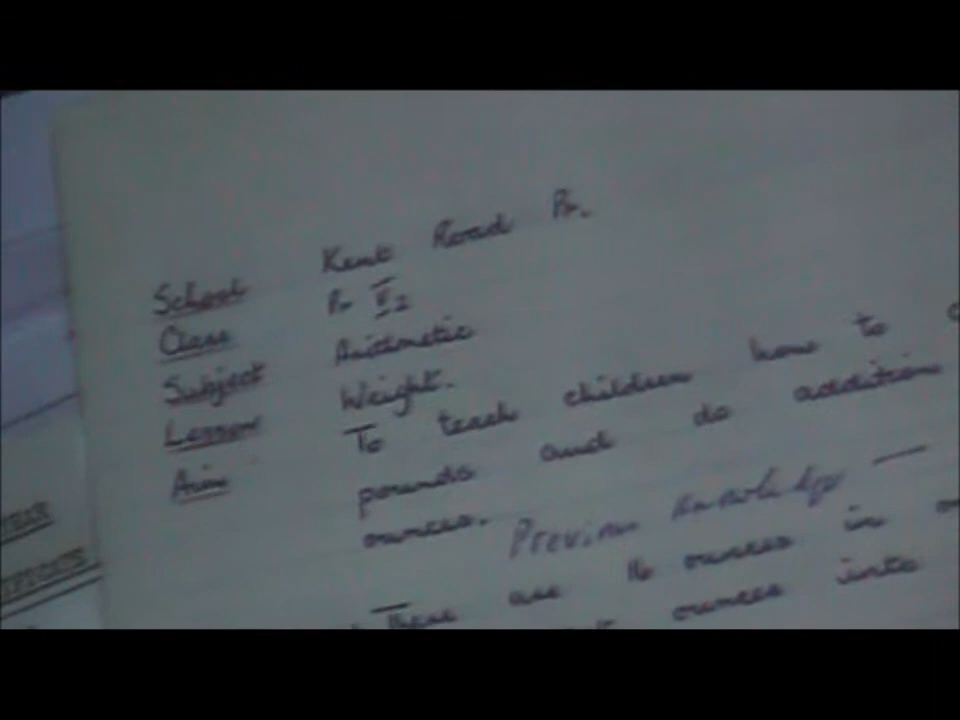 School Kent Road Pr.
Class Pr V2
Subject Arithmetic
Lesson Weight.
Aim To teach children how to
pounds and do addition
ounces. Previous knowledge —
There are 16 ounces in
ounces into